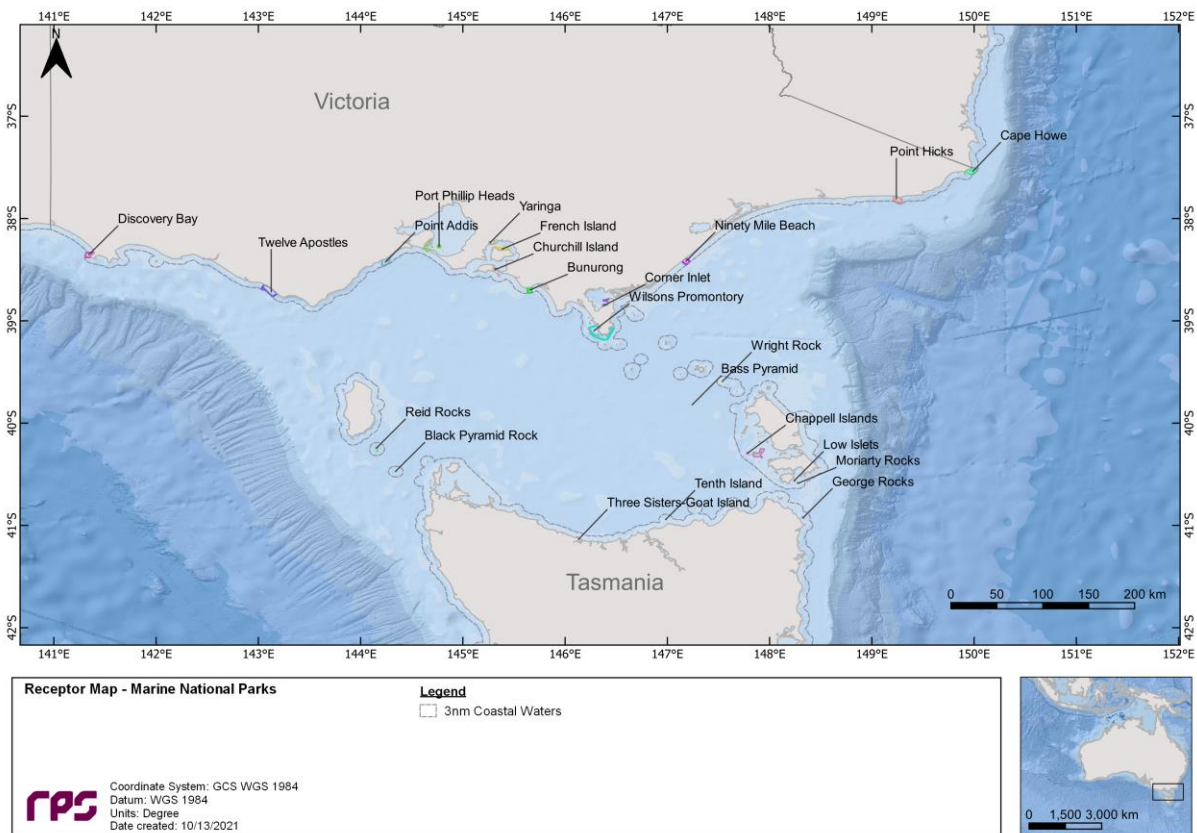 141°E 142°E 143°E 144°E 145°E 146°E 147°E 148°E 149°E 150°E 151°E 152°E
N
Victoria
37°S
37°S
Cape Howe
Point Hicks
Port Phillip Heads
Yaringa
38°S
38°S
Discovery Bay
Point Addis
French Island
Ninety Mile Beach
Twelve Apostles
Churchill Island
Bunurong
Corner Inlet
Wilsons Promontory
39°S
39°S
Wright Rock
Bass Pyramid
Reid Rocks
Chappell Islands
40°S
40°S
Black Pyramid Rock
Low Islets
Moriarty Rocks
Tenth Island
George Rocks
Three Sisters-Goat Island
41°S
41°S
Tasmania
0 50 100 150 200 km
42°S
42°S
141°E 142°E 143°E 144°E 145°E 146°E 147°E 148°E 149°E 150°E 151°E 152°E
Receptor Map - Marine National Parks
Legend
3nm Coastal Waters
rps
Coordinate System: GCS WGS 1984
Datum: WGS 1984
Units: Degree
Date created: 10/13/2021
0 1,500 3,000 km